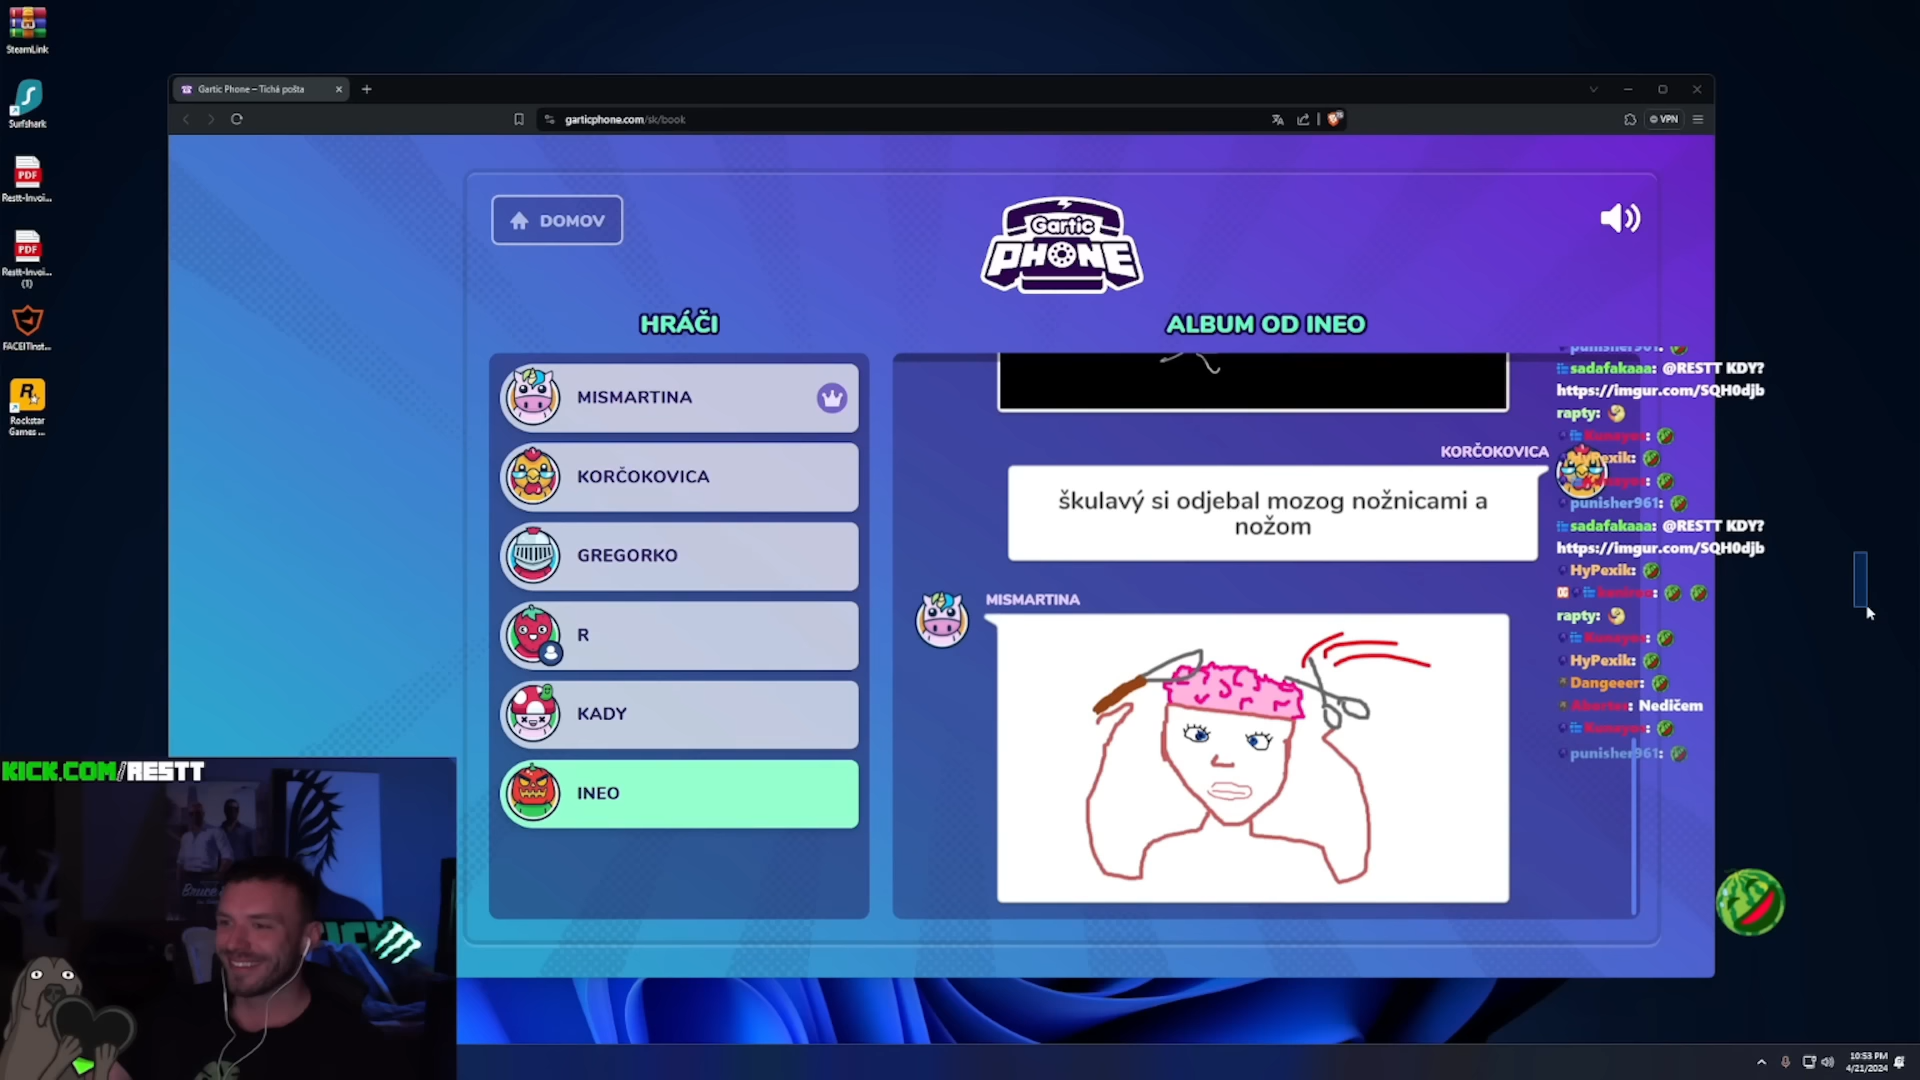 SteamLink
Surfshark
Restt-Invoi...
Restt-Invoi...
(1)
FACEITInst...
Rockstar
Games ...
PDF
PDF
Gartic Phone – Tichá pošta
garticphone.com/sk/book
VPN
DOMOV
Gartic
PHONE
HRÁČI
MISMARTINA
KORČOKOVICA
GREGORKO
R
KADY
INEO
ALBUM OD INEO
KORČOKOVICA
škulavý si odjebal mozog nožnicami a
nožom
MISMARTINA
punisher961:
sadafakaaa: @RESTT KDY?
https://imgur.com/SQH0djb
rapty:
HyPexik:
punisher961:
sadafakaaa: @RESTT KDY?
https://imgur.com/SQH0djb
HyPexik:
rapty:
HyPexik:
Dangeeer:
Nedičem
punisher961:
KICK.COM/RESTT
10:53 PM
4/21/2024